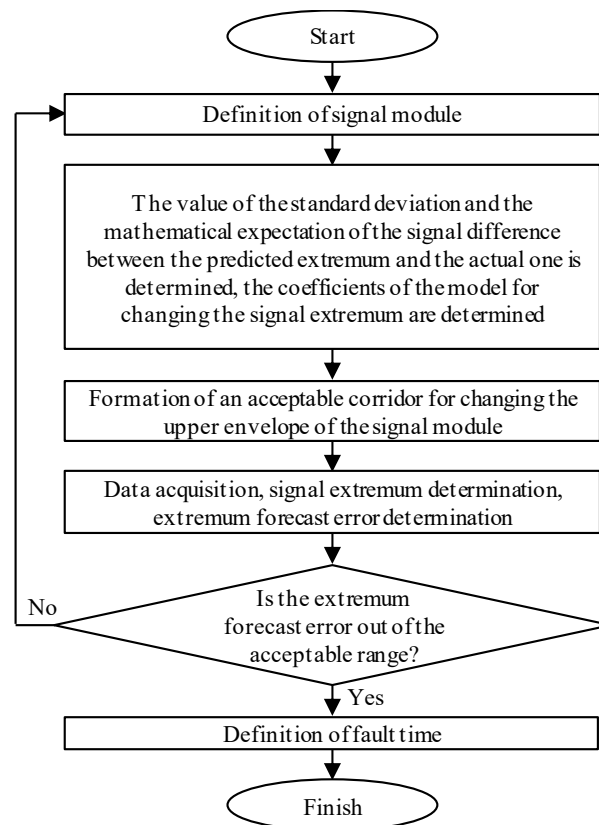 Start
Definition of signal module
The value of the standard deviation and the
mathematical expectation of the signal difference
between the predicted extremum and the actual one is
determined, the coefficients of the model for
changing the signal extremum are determined
Formation of an acceptable corridor for changing the
upper envelope of the signal module
Data acquisition, signal extremum determination,
extremum forecast error determination
No
Is the extremum
forecast error out of the
acceptable range?
Yes
Definition of fault time
Finish